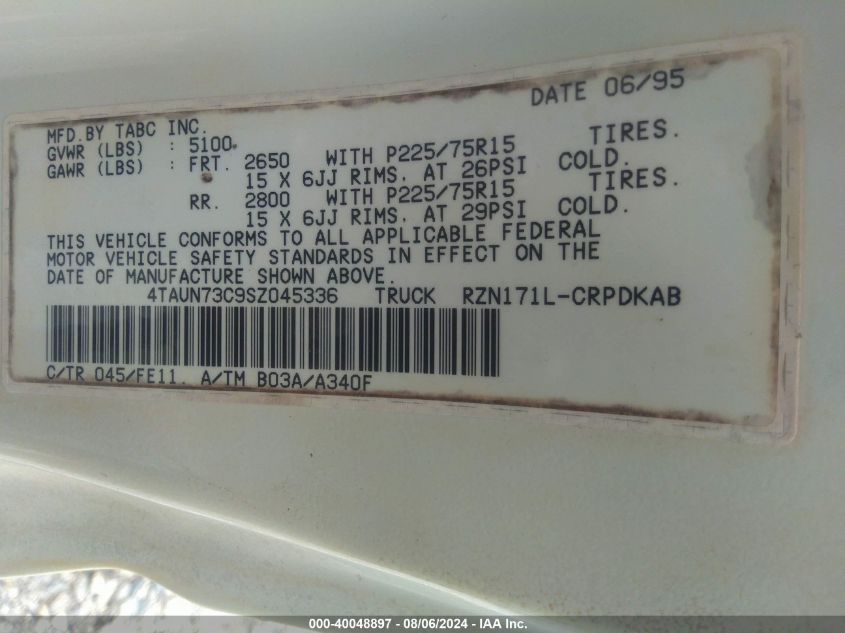 DATE 06/95
MFD.BY TABC INC.
GVWR (LBS) : 5100
GAWR (LBS) : FRT. 2650 WITH P225/75R15 TIRES.
15 X 6JJ RIMS. AT 26PSI COLD.
RR. 2800 WITH P225/75R15 TIRES.
15 X 6JJ RIMS. AT 29PSI COLD.
THIS VEHICLE CONFORMS TO ALL APPLICABLE FEDERAL
MOTOR VEHICLE SAFETY STANDARDS IN EFFECT ON THE
DATE OF MANUFACTURE SHOWN ABOVE.
4TAUN73C9SZ045336 TRUCK RZN171L-CRPDKAB
C/TR 045/FE11. A/TM B03A/A340F
000-40048897 - 08/06/2024 - IAA Inc.